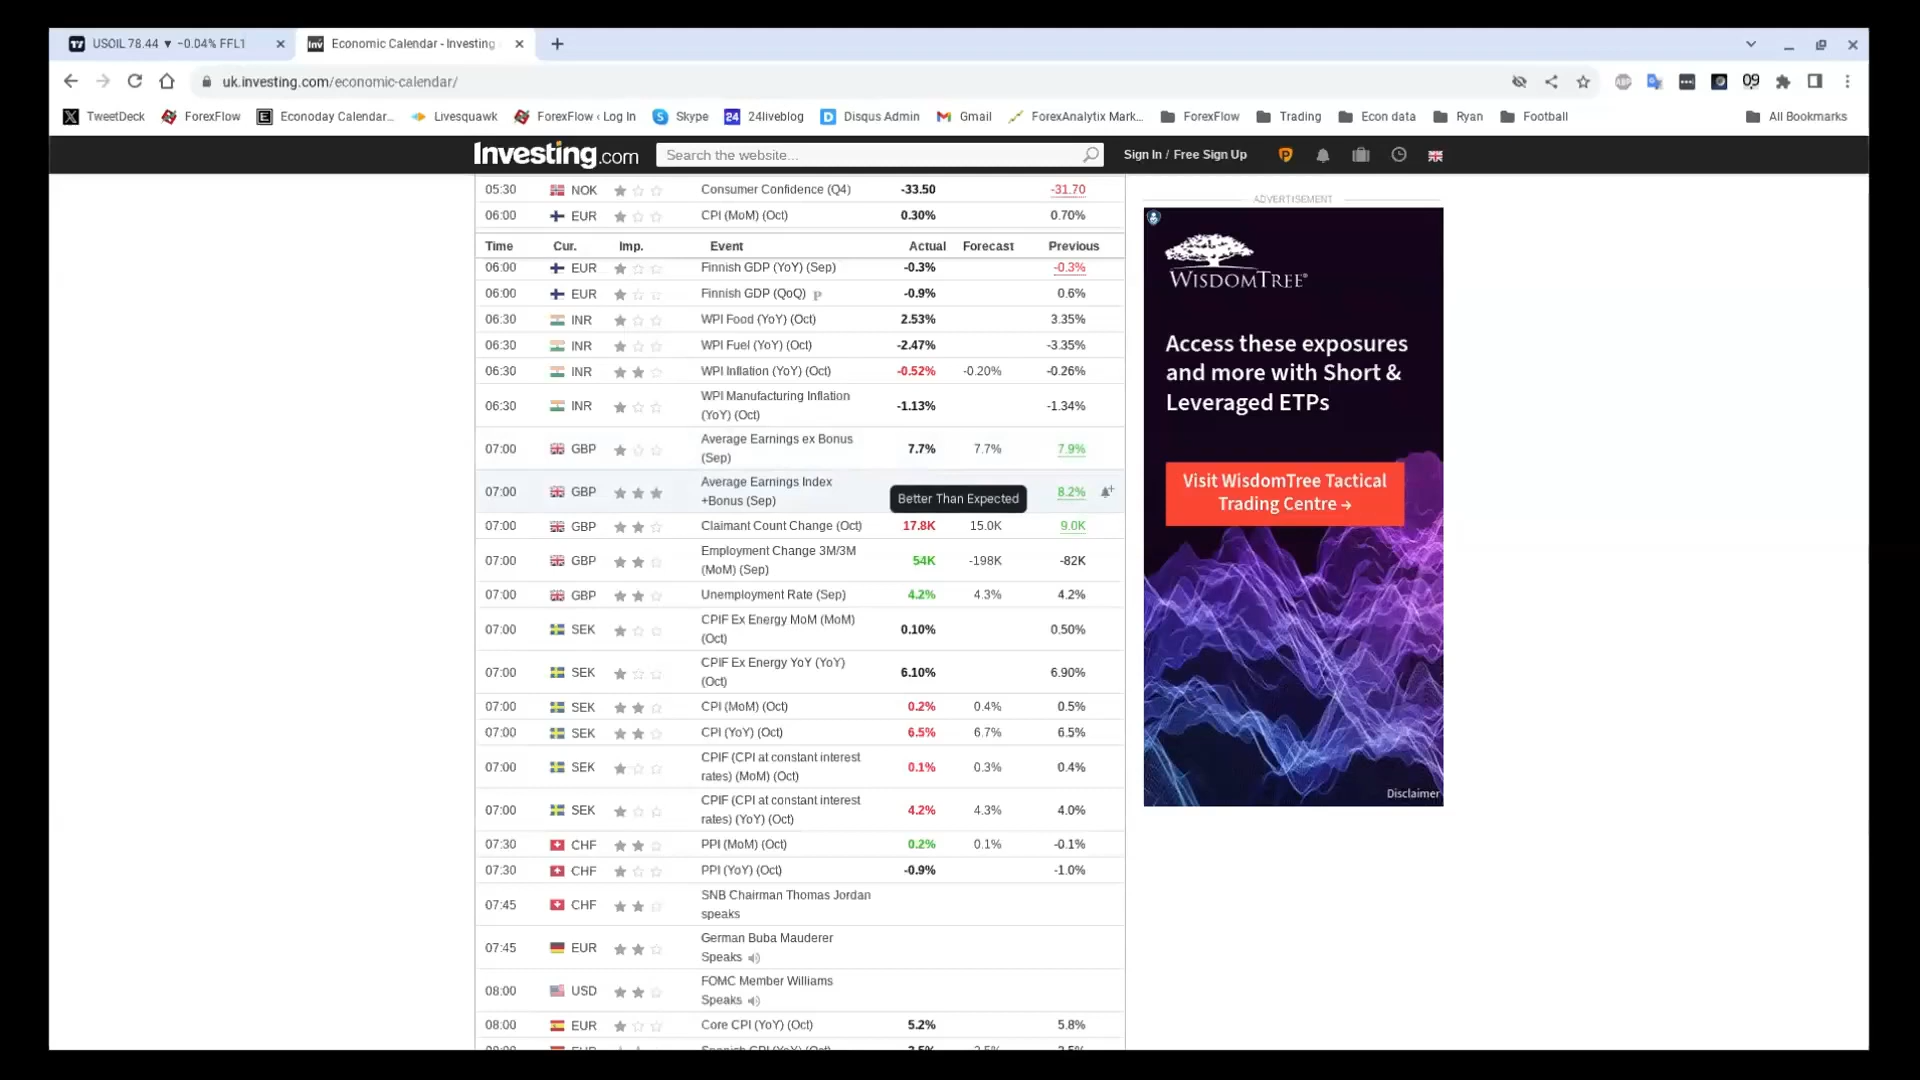 USOIL 78.44 ▼ −0.04% FFL1
Economic Calendar - Investing
uk.investing.com/economic-calendar/
09
TweetDeck ForexFlow Econoday Calendar... Livesquawk ForexFlow ‹ Log In Skype 24liveblog Disqus Admin Gmail ForexAnalytix Mark... ForexFlow Trading Econ data Ryan Football All Bookmarks
Investing.com Search the website... Sign In / Free Sign Up
05:30 NOK Consumer Confidence (Q4) -33.50 -31.70
06:00 EUR CPI (MoM) (Oct) 0.30% 0.70%
Time Cur. Imp. Event Actual Forecast Previous
06:00 EUR Finnish GDP (YoY) (Sep) -0.3% -0.3%
06:00 EUR Finnish GDP (QoQ) P -0.9% 0.6%
06:30 INR WPI Food (YoY) (Oct) 2.53% 3.35%
06:30 INR WPI Fuel (YoY) (Oct) -2.47% -3.35%
06:30 INR WPI Inflation (YoY) (Oct) -0.52% -0.20% -0.26%
06:30 INR WPI Manufacturing Inflation (YoY) (Oct) -1.13% -1.34%
07:00 GBP Average Earnings ex Bonus (Sep) 7.7% 7.7% 7.9%
07:00 GBP Average Earnings Index +Bonus (Sep) Better Than Expected 8.2%
07:00 GBP Claimant Count Change (Oct) 17.8K 15.0K 9.0K
07:00 GBP Employment Change 3M/3M (MoM) (Sep) 54K -198K -82K
07:00 GBP Unemployment Rate (Sep) 4.2% 4.3% 4.2%
07:00 SEK CPIF Ex Energy MoM (MoM) (Oct) 0.10% 0.50%
07:00 SEK CPIF Ex Energy YoY (YoY) (Oct) 6.10% 6.90%
07:00 SEK CPI (MoM) (Oct) 0.2% 0.4% 0.5%
07:00 SEK CPI (YoY) (Oct) 6.5% 6.7% 6.5%
07:00 SEK CPIF (CPI at constant interest rates) (MoM) (Oct) 0.1% 0.3% 0.4%
07:00 SEK CPIF (CPI at constant interest rates) (YoY) (Oct) 4.2% 4.3% 4.0%
07:30 CHF PPI (MoM) (Oct) 0.2% 0.1% -0.1%
07:30 CHF PPI (YoY) (Oct) -0.9% -1.0%
07:45 CHF SNB Chairman Thomas Jordan speaks
07:45 EUR German Buba Mauderer Speaks
08:00 USD FOMC Member Williams Speaks
08:00 EUR Core CPI (YoY) (Oct) 5.2% 5.8%
ADVERTISEMENT
WISDOMTREE®
Access these exposures
and more with Short &
Leveraged ETPs
Visit WisdomTree Tactical
Trading Centre →
Disclaimer